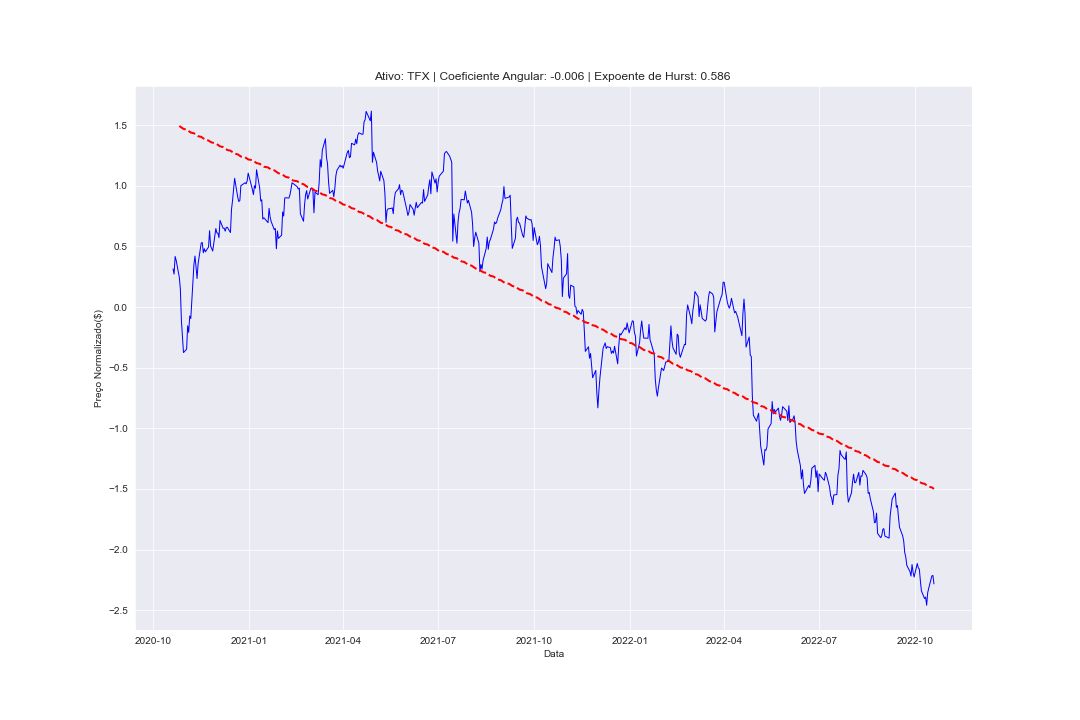 Ativo: TFX | Coeficiente Angular: -0.006 | Expoente de Hurst: 0.586
Preço Normalizado($)
1.5
1.0
0.5
0.0
−0.5
−1.0
−1.5
−2.0
−2.5
2020-10 2021-01 2021-04 2021-07 2021-10 2022-01 2022-04 2022-07 2022-10
Data